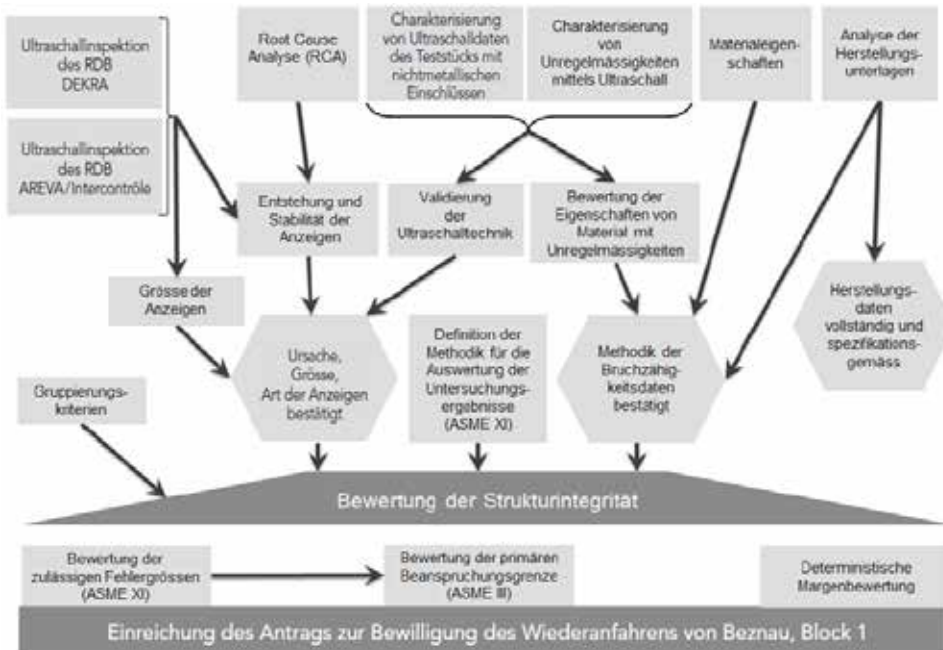 Ultraschallinspektion
des RDB
DEKRA
Root Cause
Analyse (RCA)
Charakterisierung
von Ultraschalldaten
des Teststücks mit
nichtmetallischen
Einschlüssen
Charakterisierung
von
Unregelmässigkeiten
mittels Ultraschall
Materialeigen-
schaften
Analyse der
Herstellungs-
unterlagen
Ultraschallinspektion
des RDB
AREVA/Intercontrôle
Entstehung und
Stabilität der
Anzeigen
Validierung
der
Ultraschaltechnik
Bewertung der
Eigenschaften von
Material mit
Unregelmässigkeiten
Grösse der
Anzeigen
Ursache,
Grösse,
Art der Anzeigen
bestätigt
Definition der
Methodik für die
Auswertung der
Untersuchungs-
ergebnisse
(ASME XI)
Methodik der
Bruchzähig-
keitsdaten
bestätigt
Herstellungs-
daten
vollständig und
spezifikations-
gemäss
Gruppierungs-
kriterien
Bewertung der Strukturintegrität
Bewertung der
zulässigen Fehlergrössen
(ASME XI)
Bewertung der primären
Beanspruchungsgrenze
(ASME III)
Deterministische
Margenbewertung
Einreichung des Antrags zur Bewilligung des Wiederanfahrens von Beznau, Block 1